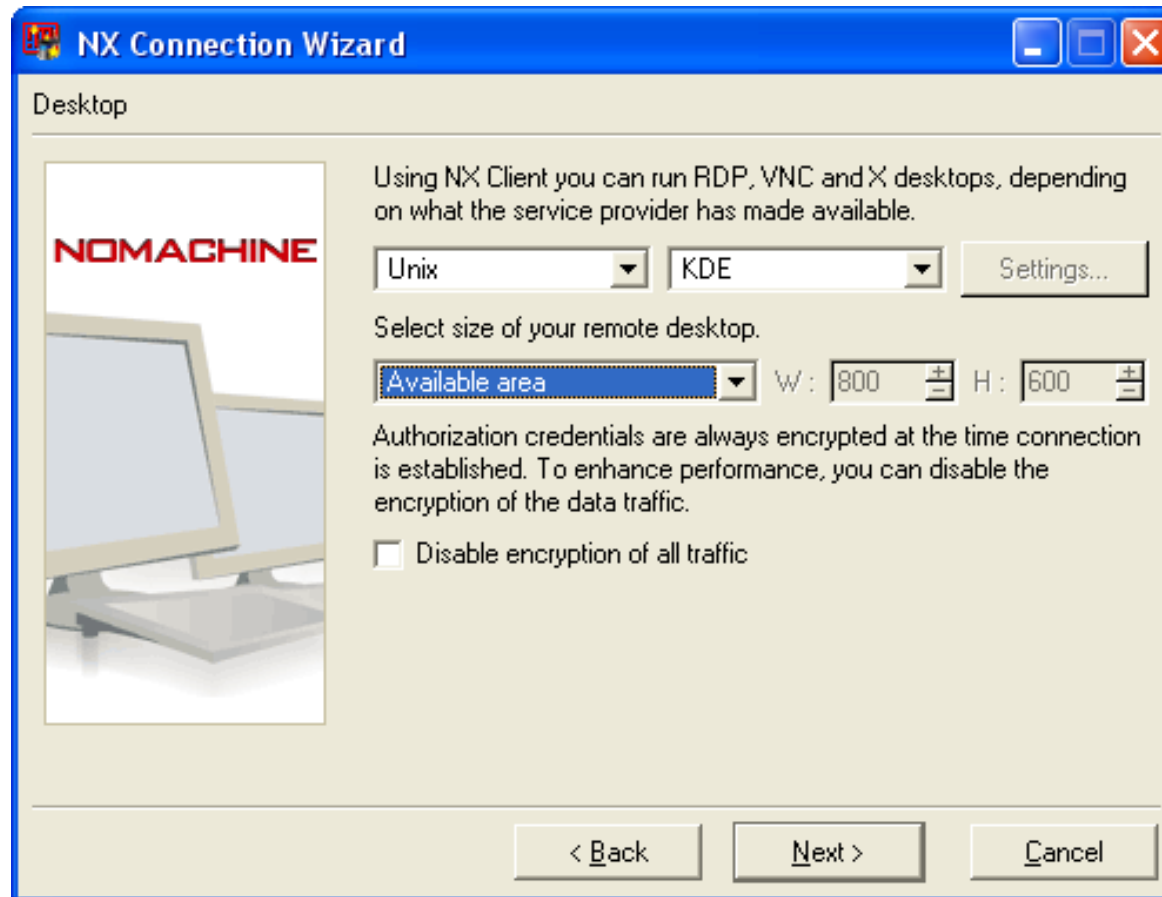 NX Connection Wizard
Desktop
NOMACHINE
Using NX Client you can run RDP, VNC and X desktops, depending
on what the service provider has made available.
Unix KDE Settings...
Select size of your remote desktop.
Available area W : 800 H : 600
Authorization credentials are always encrypted at the time connection
is established. To enhance performance, you can disable the
encryption of the data traffic.
Disable encryption of all traffic
< Back Next > Cancel